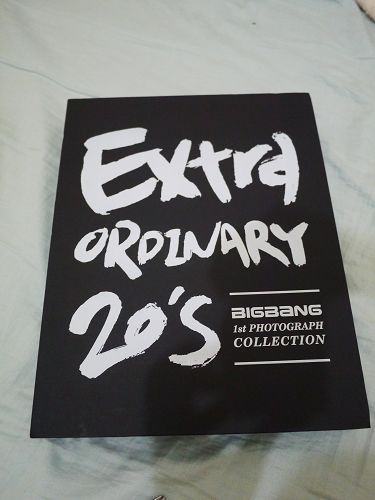 Extra
ORDINARY
20's
BIGBANG
1st PHOTOGRAPH
COLLECTION